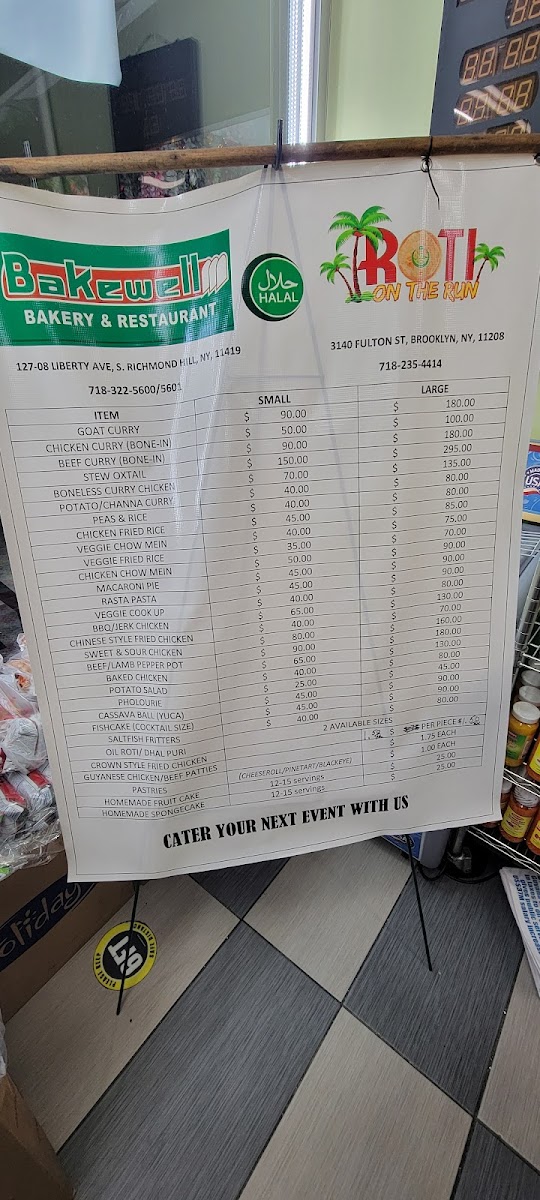 Bakewell
BAKERY & RESTAURANT
حلال
HALAL
ROTI
ON THE RUN
127-08 LIBERTY AVE, S. RICHMOND HILL, NY, 11419
718-322-5600/5601
3140 FULTON ST, BROOKLYN, NY, 11208
718-235-4414
ITEM SMALL LARGE
GOAT CURRY $ 90.00 $ 180.00
CHICKEN CURRY (BONE-IN) $ 50.00 $ 100.00
BEEF CURRY (BONE-IN) $ 90.00 $ 180.00
STEW OXTAIL $ 150.00 $ 295.00
BONELESS CURRY CHICKEN $ 70.00 $ 135.00
POTATO/CHANNA CURRY $ 40.00 $ 80.00
PEAS & RICE $ 40.00 $ 80.00
CHICKEN FRIED RICE $ 45.00 $ 85.00
VEGGIE CHOW MEIN $ 40.00 $ 75.00
VEGGIE FRIED RICE $ 35.00 $ 70.00
CHICKEN CHOW MEIN $ 50.00 $ 90.00
MACARONI PIE $ 45.00 $ 90.00
RASTA PASTA $ 45.00 $ 90.00
VEGGIE COOK UP $ 40.00 $ 80.00
BBQ/JERK CHICKEN $ 65.00 $ 130.00
CHINESE STYLE FRIED CHICKEN $ 40.00 $ 70.00
SWEET & SOUR CHICKEN $ 80.00 $ 160.00
BEEF/LAMB PEPPER POT $ 90.00 $ 180.00
BAKED CHICKEN $ 65.00 $ 130.00
POTATO SALAD $ 40.00 $ 80.00
PHOLOURIE $ 25.00 $ 45.00
CASSAVA BALL (YUCA) $ 45.00 $ 90.00
FISHCAKE (COCKTAIL SIZE) $ 45.00 $ 90.00
SALTFISH FRITTERS $ 40.00 $ 80.00
OIL ROTI/ DHAL PURI 2 AVAILABLE SIZES
CROWN STYLE FRIED CHICKEN $ PER PIECE
GUYANESE CHICKEN/BEEF PATTIES $ 1.75 EACH
PASTRIES (CHEESEROLL/PINETART/BLACKEYE) $ 1.00 EACH
HOMEMADE FRUIT CAKE 12-15 servings $ 25.00
HOMEMADE SPONGECAKE 12-15 servings $ 25.00
CATER YOUR NEXT EVENT WITH US